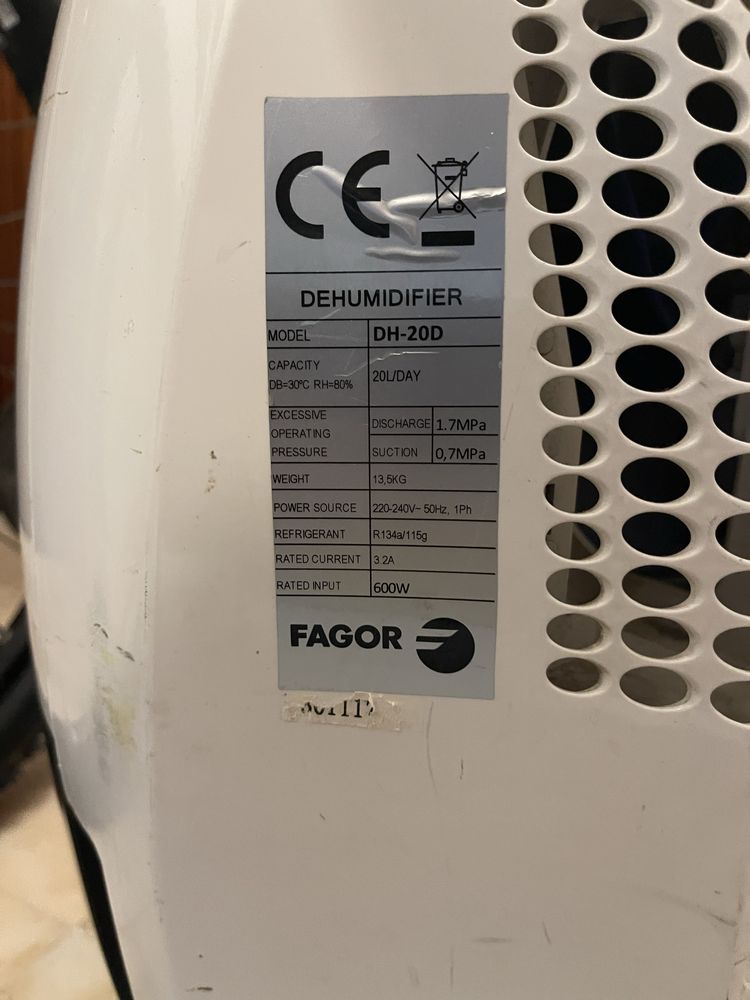 CE
DEHUMIDIFIER
MODEL DH-20D
CAPACITY
DB=30ºC RH=80% 20L/DAY
EXCESSIVE
OPERATING
PRESSURE
DISCHARGE 1.7MPa
SUCTION 0,7MPa
WEIGHT 13,5KG
POWER SOURCE 220-240V~ 50Hz, 1Ph
REFRIGERANT R134a/115g
RATED CURRENT 3.2A
RATED INPUT 600W
FAGOR